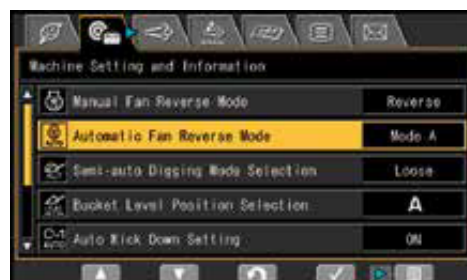 Machine Setting and Information
Manual Fan Reverse Mode Reverse
Automatic Fan Reverse Mode Mode A
Semi-auto Digging Mode Selection Loose
Bucket Level Position Selection A
Auto Kick Down Setting ON